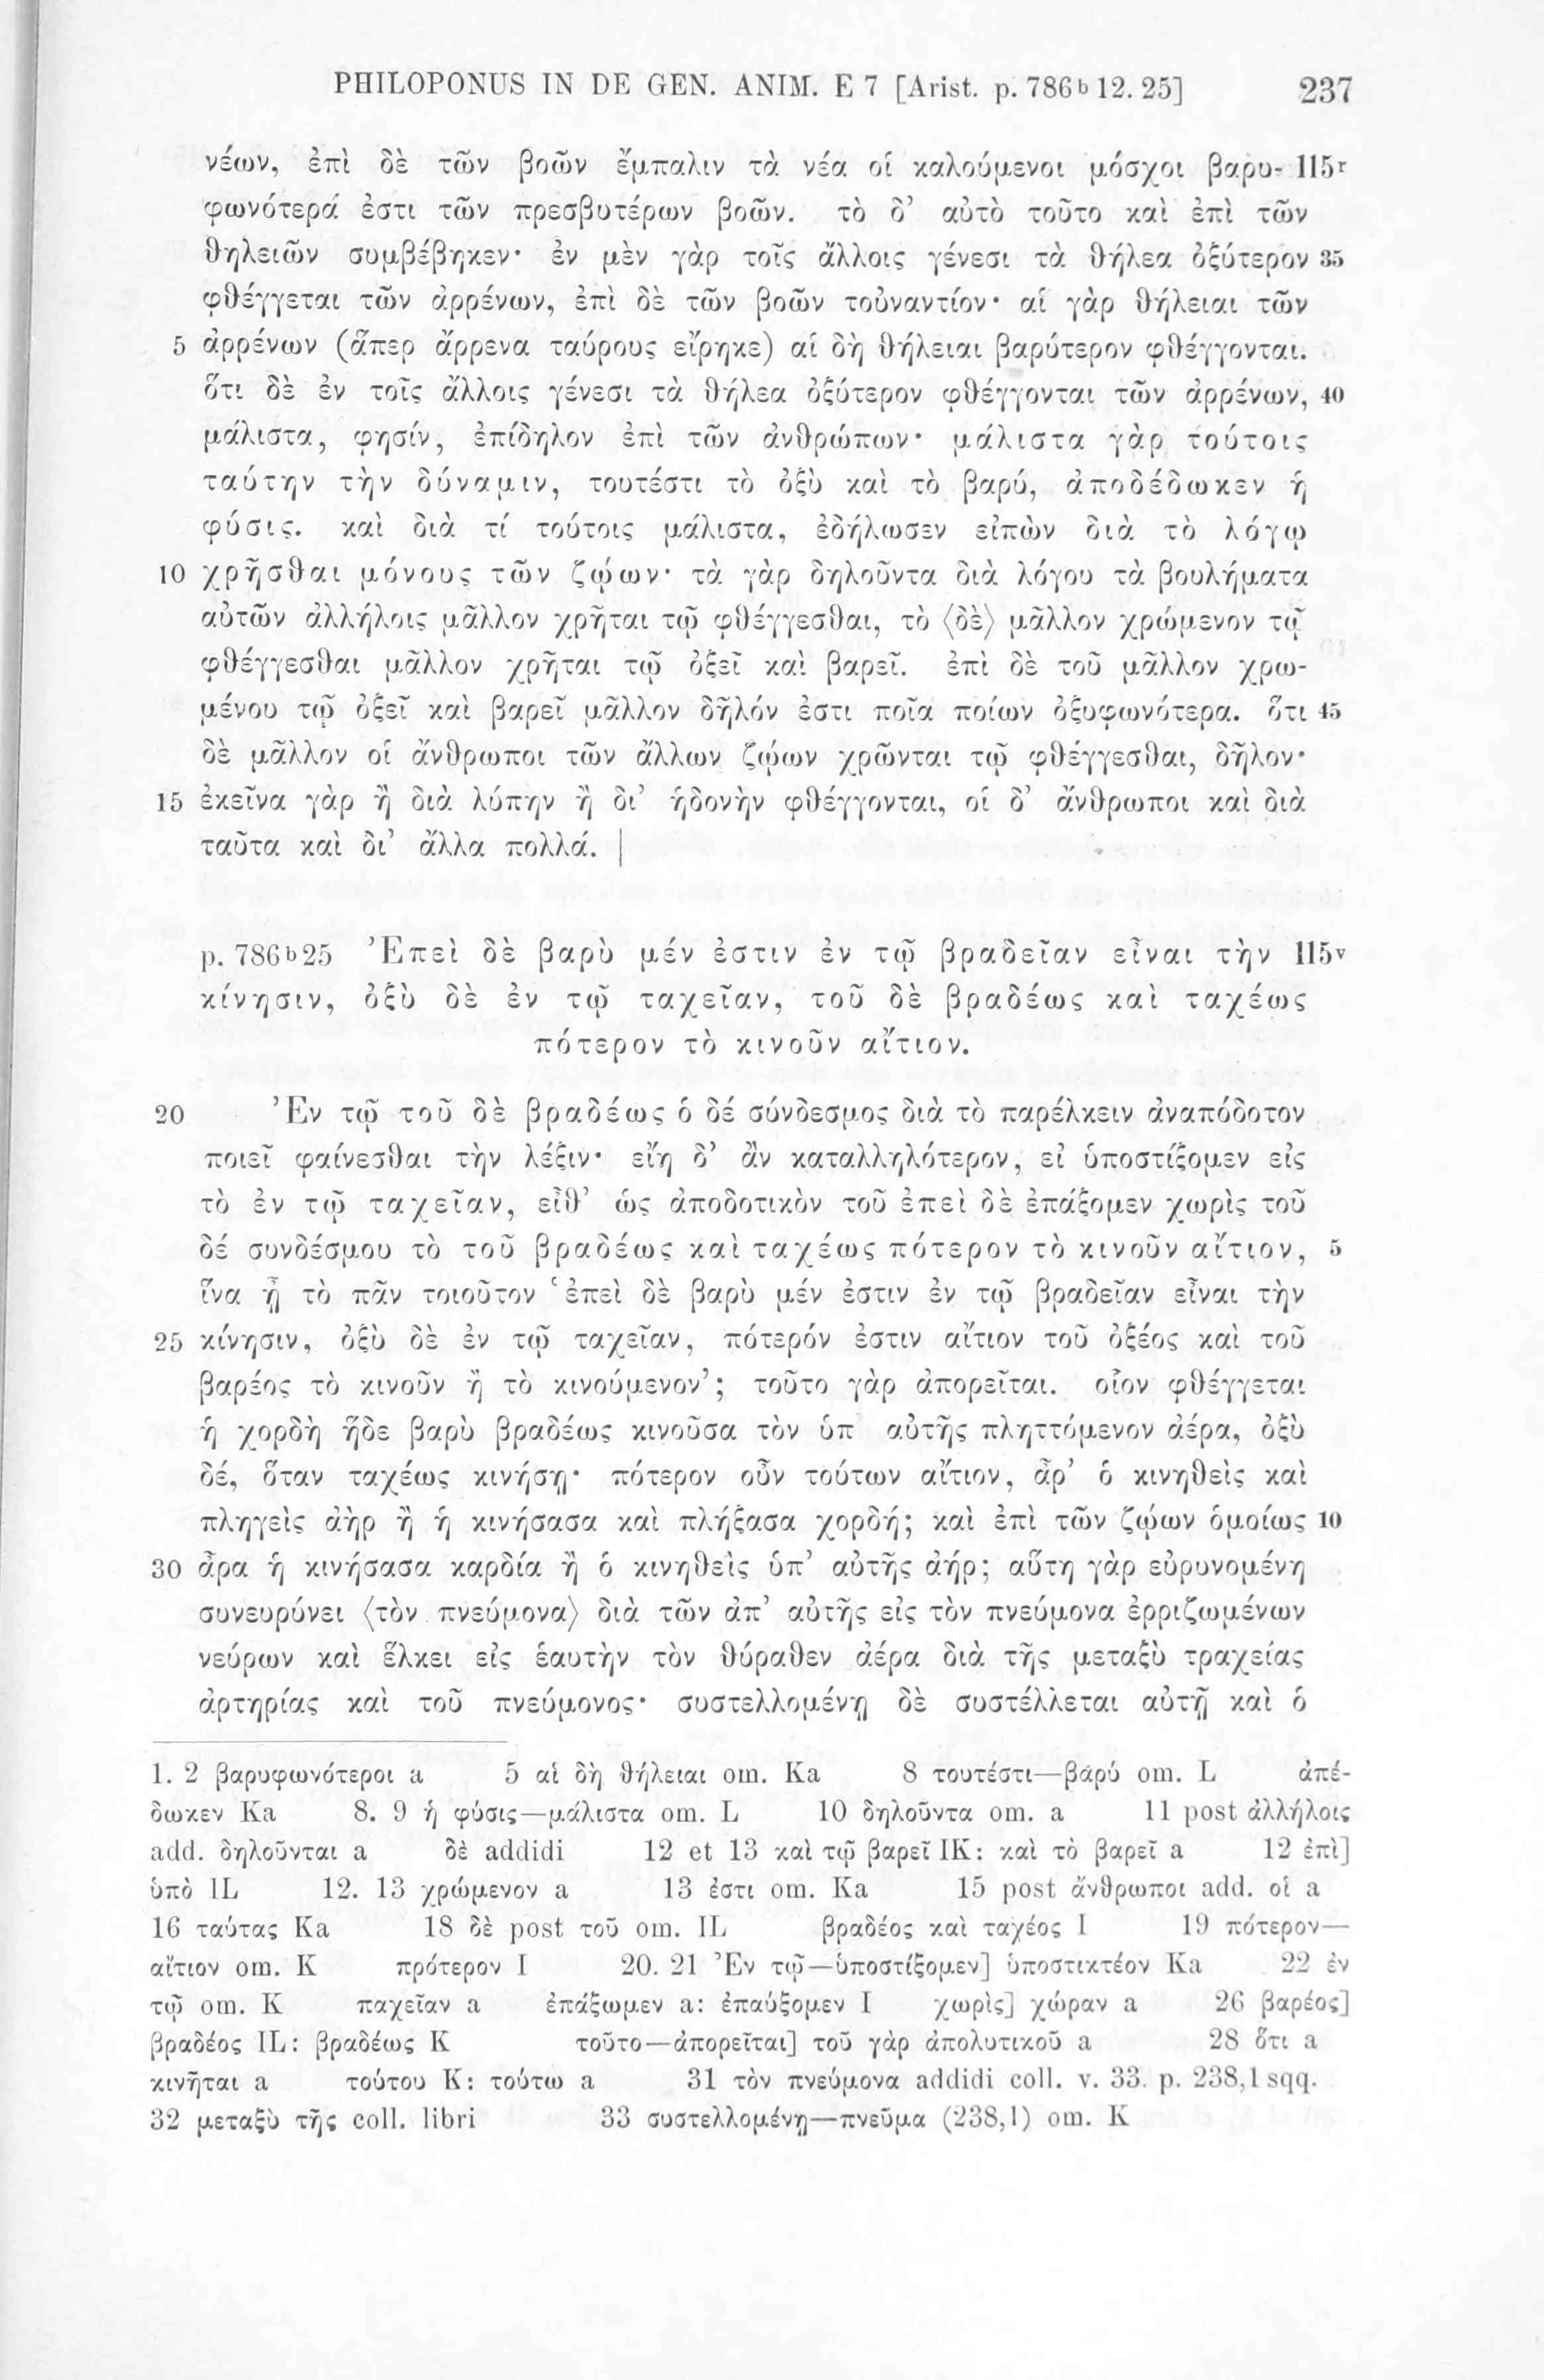 PHILOPONUS IN DE GEN. ANIM. E 7 [Arist. p. 786b 12. 25] 237
νέων, ἐπὶ δὲ τῶν βοῶν ἔμπαλιν τὰ νέα οἱ καλούμενοι μόσχοι βαρυ- 115r
φωνότερά ἐστι τῶν πρεσβυτέρων βοῶν. τὸ δ’ αὐτὸ τοῦτο καὶ ἐπὶ τῶν
θηλειῶν συμβέβηκεν· ἐν μὲν γὰρ τοῖς ἄλλοις γένεσι τὰ θήλεα ὀξύτερον 35
φθέγγεται τῶν ἀρρένων, ἐπὶ δὲ τῶν βοῶν τοὐναντίον· αἱ γὰρ θήλειαι τῶν
5 ἀρρένων (ἅπερ ἄρρενα ταύρους εἴρηκε) αἱ δὴ θήλειαι βαρύτερον φθέγγονται.
ὅτι δὲ ἐν τοῖς ἄλλοις γένεσι τὰ θήλεα ὀξύτερον φθέγγονται τῶν ἀρρένων, 40
μάλιστα, φησίν, ἐπίδηλον ἐπὶ τῶν ἀνθρώπων· μάλιστα γὰρ τούτοις
ταύτην τὴν δύναμιν, τουτέστι τὸ ὀξὺ καὶ τὸ βαρύ, ἀποδέδωκεν ἡ
φύσις. καὶ διὰ τί τούτοις μάλιστα, ἐδήλωσεν εἰπὼν διὰ τὸ λόγῳ
10 χρῆσθαι μόνους τῶν ζῴων· τὰ γὰρ δηλοῦντα διὰ λόγου τὰ βουλήματα
αὐτῶν ἀλλήλοις μᾶλλον χρῆται τῷ φθέγγεσθαι, τὸ ⟨δὲ⟩ μᾶλλον χρώμενον τῷ
φθέγγεσθαι μᾶλλον χρῆται τῷ ὀξεῖ καὶ βαρεῖ. ἐπὶ δὲ τοῦ μᾶλλον χρω-
μένου τῷ ὀξεῖ καὶ βαρεῖ μᾶλλον δῆλόν ἐστι ποῖα ποίων ὀξυφωνότερα. ὅτι 45
δὲ μᾶλλον οἱ ἄνθρωποι τῶν ἄλλων ζῴων χρῶνται τῷ φθέγγεσθαι, δῆλον·
15 ἐκεῖνα γὰρ ἢ διὰ λύπην ἢ δι’ ἡδονὴν φθέγγονται, οἱ δ’ ἄνθρωποι καὶ διὰ
ταῦτα καὶ δι’ ἄλλα πολλά. |
p. 786b25 Ἐπεὶ δὲ βαρὺ μέν ἐστιν ἐν τῷ βραδεῖαν εἶναι τὴν 115v
κίνησιν, ὀξὺ δὲ ἐν τῷ ταχεῖαν, τοῦ δὲ βραδέως καὶ ταχέως
πότερον τὸ κινοῦν αἴτιον.
20 Ἐν τῷ τοῦ δὲ βραδέως ὁ δέ σύνδεσμος διὰ τὸ παρέλκειν ἀναπόδοτον
ποιεῖ φαίνεσθαι τὴν λέξιν· εἴη δ’ ἂν καταλληλότερον, εἰ ὑποστίξομεν εἰς
τὸ ἐν τῷ ταχεῖαν, εἶθ’ ὡς ἀποδοτικὸν τοῦ ἐπεὶ δὲ ἐπάξομεν χωρὶς τοῦ
δέ συνδέσμου τὸ τοῦ βραδέως καὶ ταχέως πότερον τὸ κινοῦν αἴτιον, 5
ἵνα ᾖ τὸ πᾶν τοιοῦτον ‘ἐπεὶ δὲ βαρὺ μέν ἐστιν ἐν τῷ βραδεῖαν εἶναι τὴν
25 κίνησιν, ὀξὺ δὲ ἐν τῷ ταχεῖαν, πότερόν ἐστιν αἴτιον τοῦ ὀξέος καὶ τοῦ
βαρέος τὸ κινοῦν ἢ τὸ κινούμενον’; τοῦτο γὰρ ἀπορεῖται. οἷον φθέγγεται
ἡ χορδὴ ἥδε βαρὺ βραδέως κινοῦσα τὸν ὑπ αὐτῆς πληττόμενον ἀέρα, ὀξὺ
δέ, ὅταν ταχέως κινήσῃ· πότερον οὖν τούτων αἴτιον, ἆρ’ ὁ κινηθεὶς καὶ
πληγεὶς ἀὴρ ἢ ἡ κινήσασα καὶ πλήξασα χορδή; καὶ ἐπὶ τῶν ζῴων ὁμοίως 10
30 ἆρα ἡ κινήσασα καρδία ἢ ὁ κινηθεὶς ὑπ’ αὐτῆς ἀήρ; αὕτη γὰρ εὐρυνομένη
συνευρύνει ⟨τὸν πνεύμονα⟩ διὰ τῶν ἀπ’ αὐτῆς εἰς τὸν πνεύμονα ἐρριζωμένων
νεύρων καὶ ἕλκει εἰς ἑαυτὴν τὸν θύραθεν ἀέρα διὰ τῆς μεταξὺ τραχείας
ἀρτηρίας καὶ τοῦ πνεύμονος· συστελλομένῃ δὲ συστέλλεται αὐτῇ καὶ ὁ
1. 2 βαρυφωνότεροι a 5 αἱ δὴ θήλειαι om. Ka 8 τουτέστι—βαρύ om. L ἀπέ-
δωκεν Ka 8. 9 ἡ φύσις—μάλιστα om. L 10 δηλοῦντα om. a 11 post ἀλλήλοις
add. δηλοῦνται a δὲ addidi 12 et 13 καὶ τῷ βαρεῖ IK: καὶ τὸ βαρεῖ a 12 ἐπὶ]
ὑπὸ IL 12. 13 χρώμενον a 13 ἐστι om. Ka 15 post ἄνθρωποι add. οἱ a
16 ταύτας Ka 18 δὲ post τοῦ om. IL βραδέος καὶ ταχέος I 19 πότερον—
αἴτιον om. K πρότερον I 20. 21 Ἐν τῷ—ὑποστίξομεν] ὑποστικτέον Ka 22 ἐν
τῷ om. K παχεῖαν a ἐπάξωμεν a: ἐπαύξομεν I χωρὶς] χώραν a 26 βαρέος]
βραδέος IL: βραδέως K τοῦτο—ἀπορεῖται] τοῦ γὰρ ἀπολυτικοῦ a 28 ὅτι a
κινῆται a τούτου K: τούτω a 31 τὸν πνεύμονα addidi coll. v. 33. p. 238,1 sqq.
32 μεταξὺ τῆς coll. libri 33 συστελλομένῃ—πνεῦμα (238,1) om. K